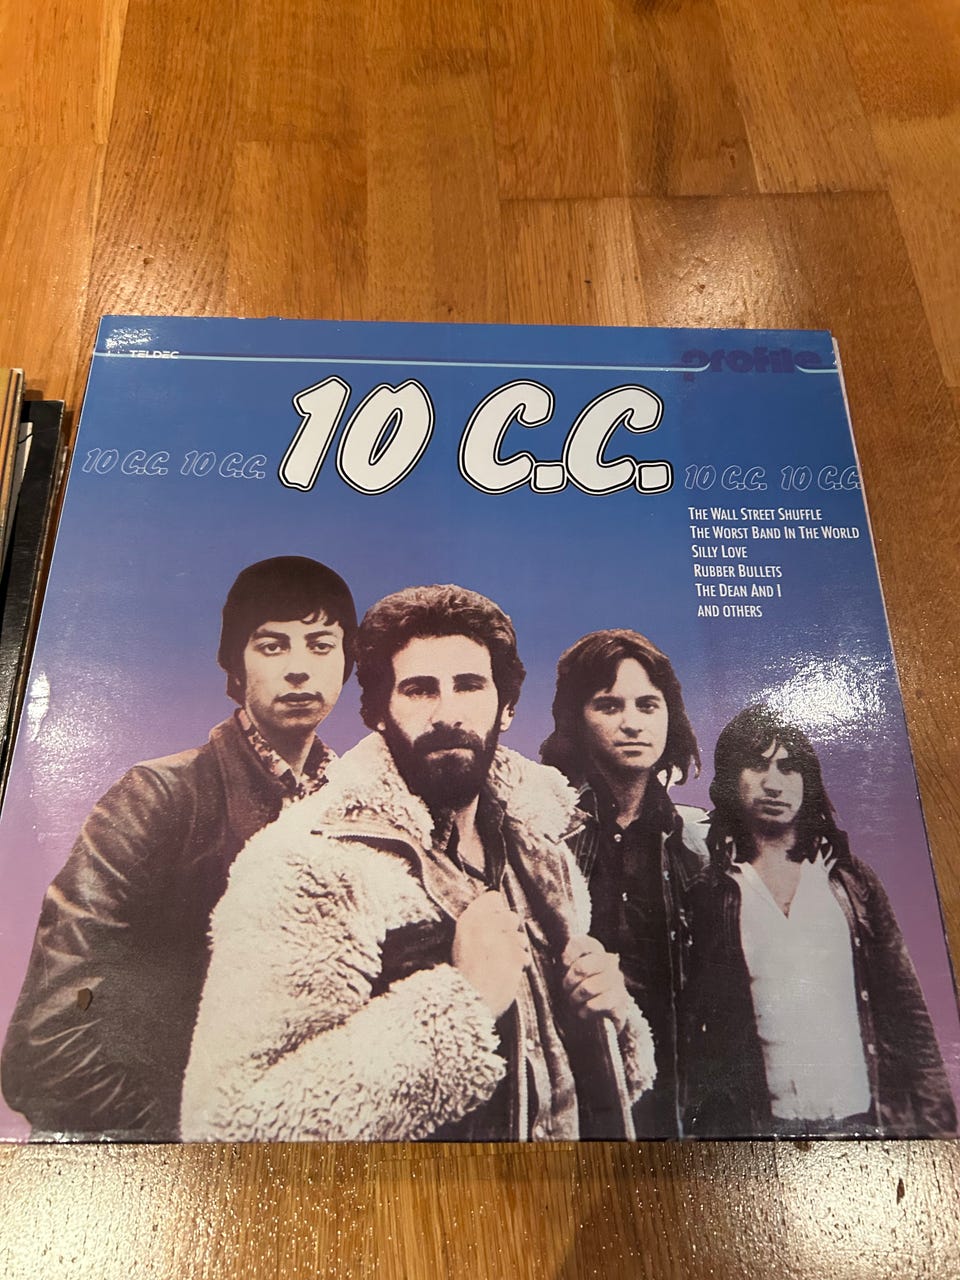 TELDEC
profile
10 C.C.
10 C.C. 10 C.C.
10 C.C. 10 C.C.
THE WALL STREET SHUFFLE
THE WORST BAND IN THE WORLD
SILLY LOVE
RUBBER BULLETS
THE DEAN AND I
AND OTHERS